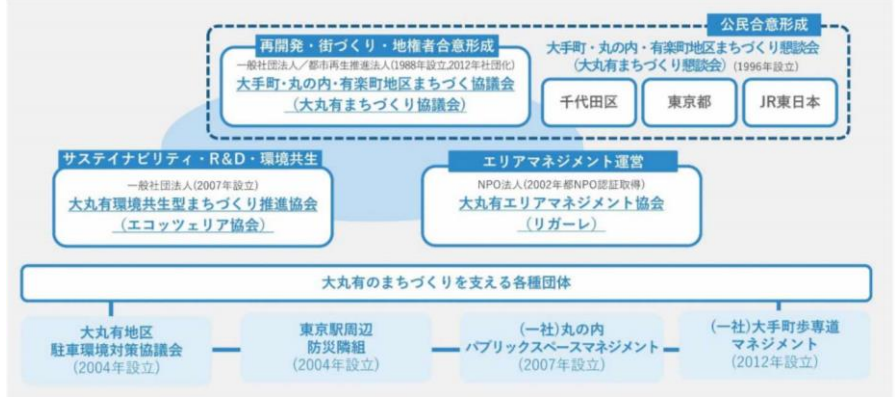 公民合意形成
再開発・街づくり・地権者合意形成
一般社団法人/都市再生推進法人(1988年設立,2012年社団化)
大手町・丸の内・有楽町地区まちづく協議会
(大丸有まちづくり協議会)
大手町・丸の内・有楽町地区まちづくり懇談会
(大丸有まちづくり懇談会) (1996年設立)
千代田区
東京都
JR東日本
サステイナビリティ・R&D・環境共生
一般社団法人(2007年設立)
大丸有環境共生型まちづくり推進協会
(エコッツェリア協会)
エリアマネジメント運営
NPO法人(2002年都NPO認証取得)
大丸有エリアマネジメント協会
(リガーレ)
大丸有のまちづくりを支える各種団体
大丸有地区
駐車環境対策協議会
(2004年設立)
東京駅周辺
防災隣組
(2004年設立)
(一社)丸の内
パブリックスペースマネジメント
(2007年設立)
(一社)大手町歩専道
マネジメント
(2012年設立)